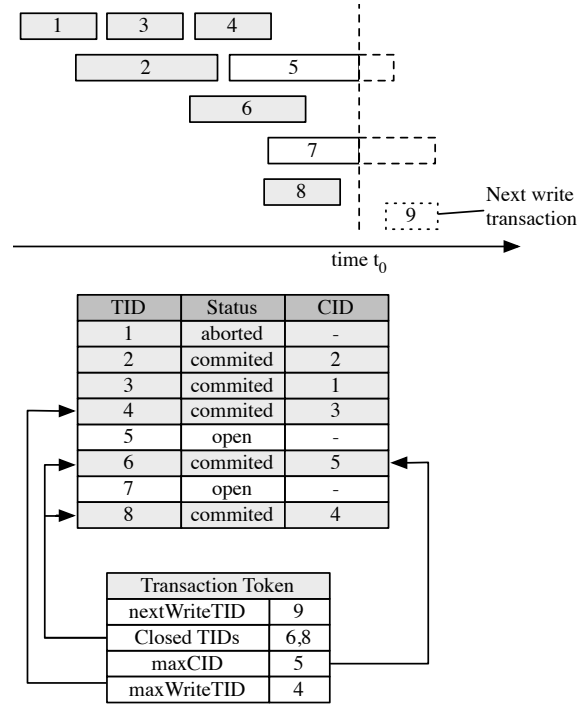 1 3 4
2 5
6
7
8
9
Next write
transaction
time t0
TID Status CID
1 aborted -
2 commited 2
3 commited 1
4 commited 3
5 open -
6 commited 5
7 open -
8 commited 4
Transaction Token
nextWriteTID 9
Closed TIDs 6,8
maxCID 5
maxWriteTID 4